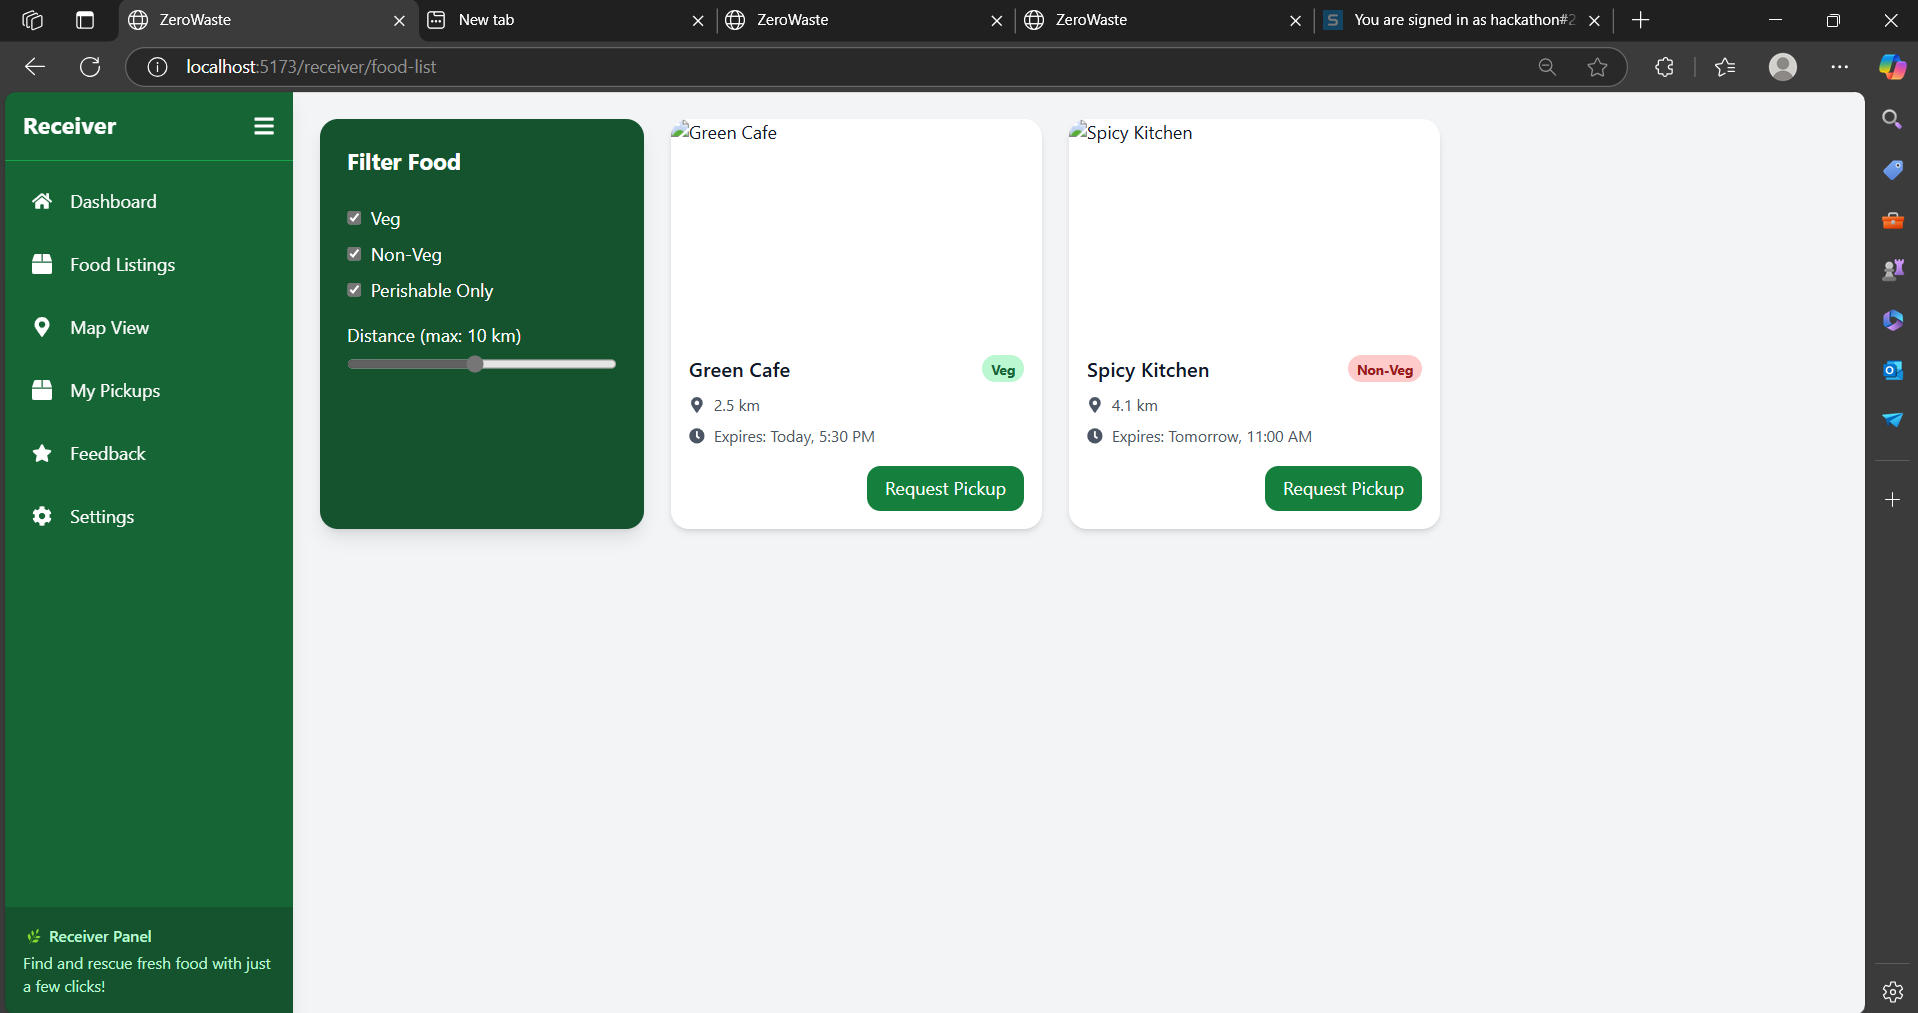 ZeroWaste
New tab
ZeroWaste
ZeroWaste
You are signed in as hackathon#2
localhost:5173/receiver/food-list
Receiver
Dashboard
Food Listings
Map View
My Pickups
Feedback
Settings
Receiver Panel
Find and rescue fresh food with just
a few clicks!
Filter Food
Veg
Non-Veg
Perishable Only
Distance (max: 10 km)
Green Cafe
Green Cafe
Veg
2.5 km
Expires: Today, 5:30 PM
Request Pickup
Spicy Kitchen
Spicy Kitchen
Non-Veg
4.1 km
Expires: Tomorrow, 11:00 AM
Request Pickup